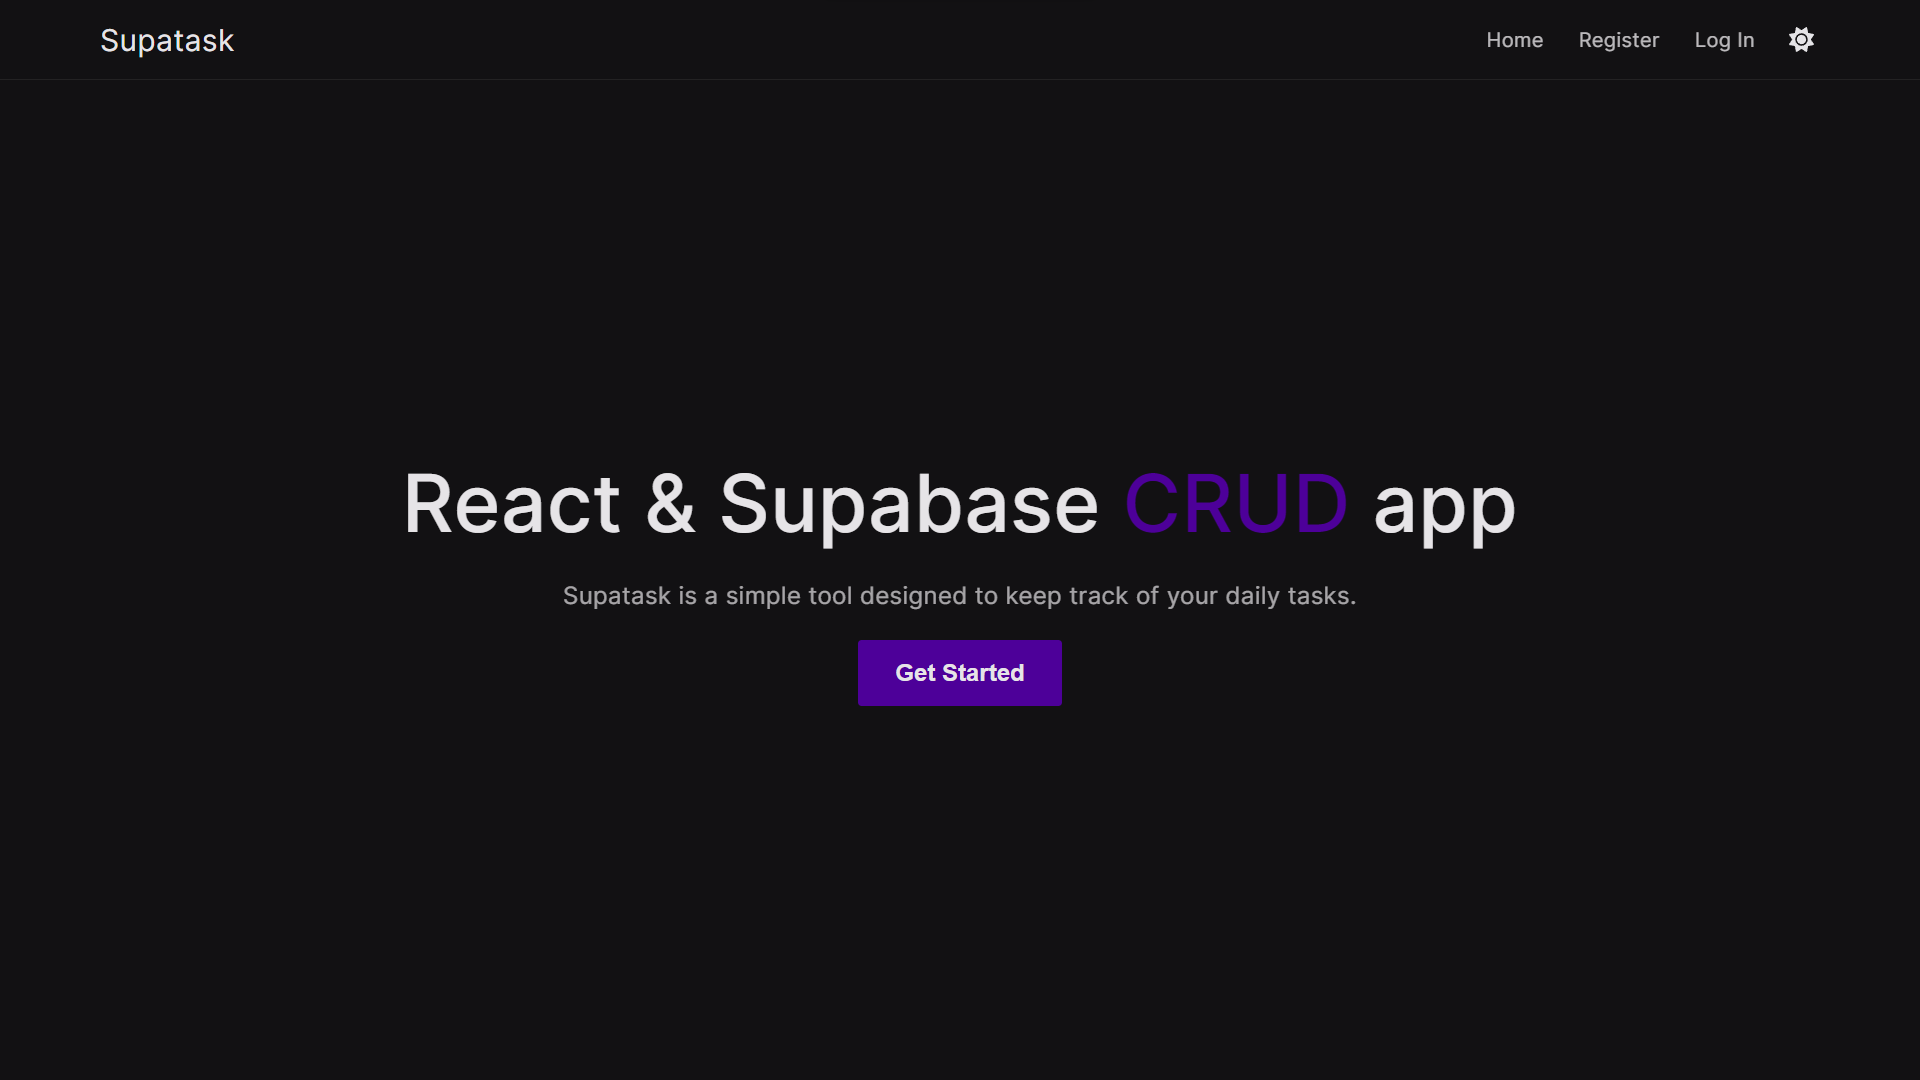 Supatask
Home
Register
Log In
React & Supabase CRUD app
Supatask is a simple tool designed to keep track of your daily tasks.
Get Started